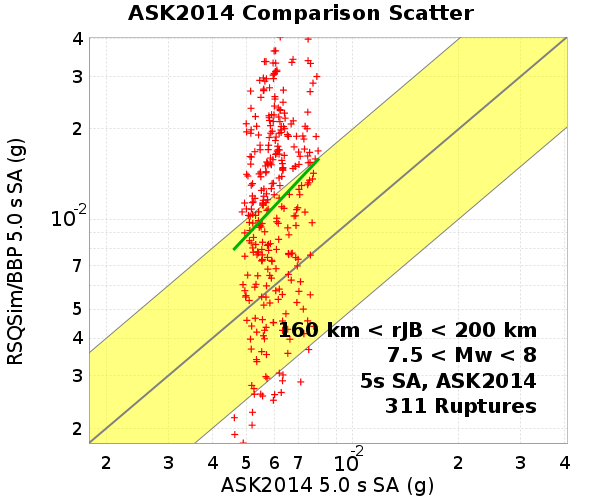 ASK2014 Comparison Scatter
RSQSim/BBP 5.0 s SA (g)
4
3
2
10-2
7
5
4
3
2
160 km < rJB < 200 km
7.5 < Mw < 8
5s SA, ASK2014
311 Ruptures
2 3 4 5 6 7 10-2 2 3 4
ASK2014 5.0 s SA (g)